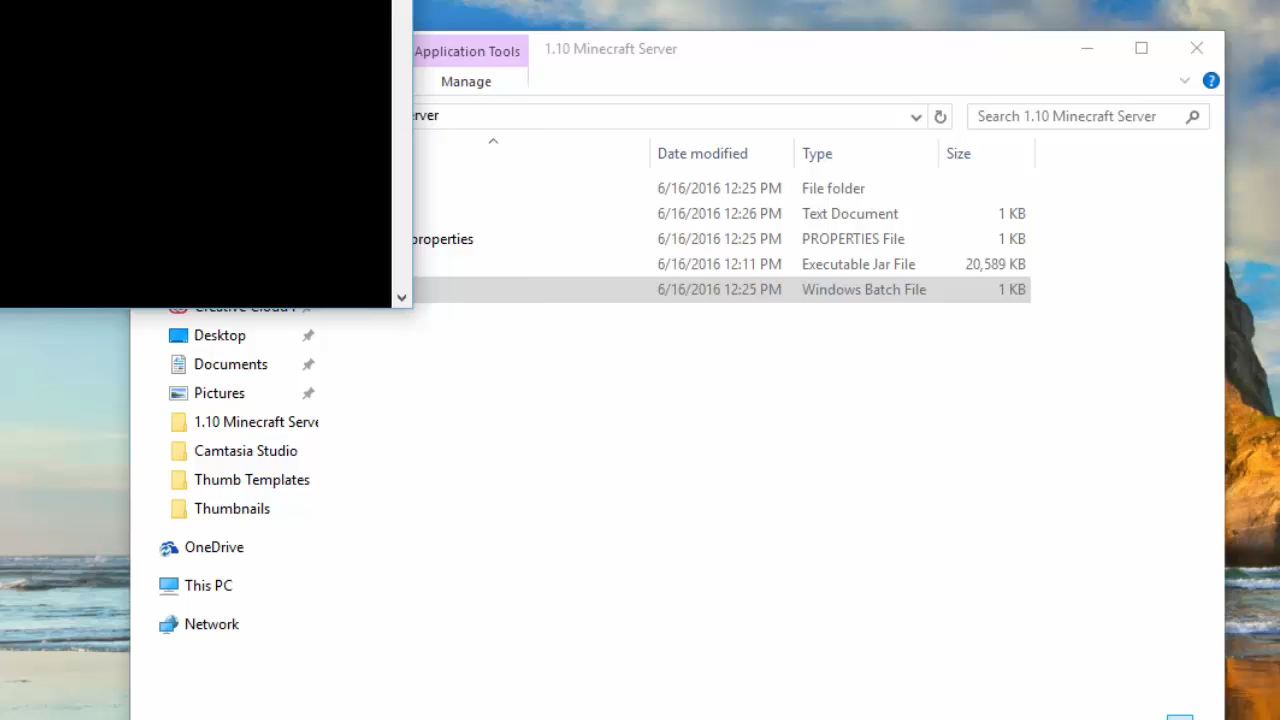 Application Tools
1.10 Minecraft Server
Manage
?
rver
Search 1.10 Minecraft Server
Date modified
Type
Size
6/16/2016 12:25 PM
File folder
6/16/2016 12:26 PM
Text Document
1 KB
properties
6/16/2016 12:25 PM
PROPERTIES File
1 KB
6/16/2016 12:11 PM
Executable Jar File
20,589 KB
6/16/2016 12:25 PM
Windows Batch File
1 KB
Creative Cloud F
Desktop
Documents
Pictures
1.10 Minecraft Serve
Camtasia Studio
Thumb Templates
Thumbnails
OneDrive
This PC
Network